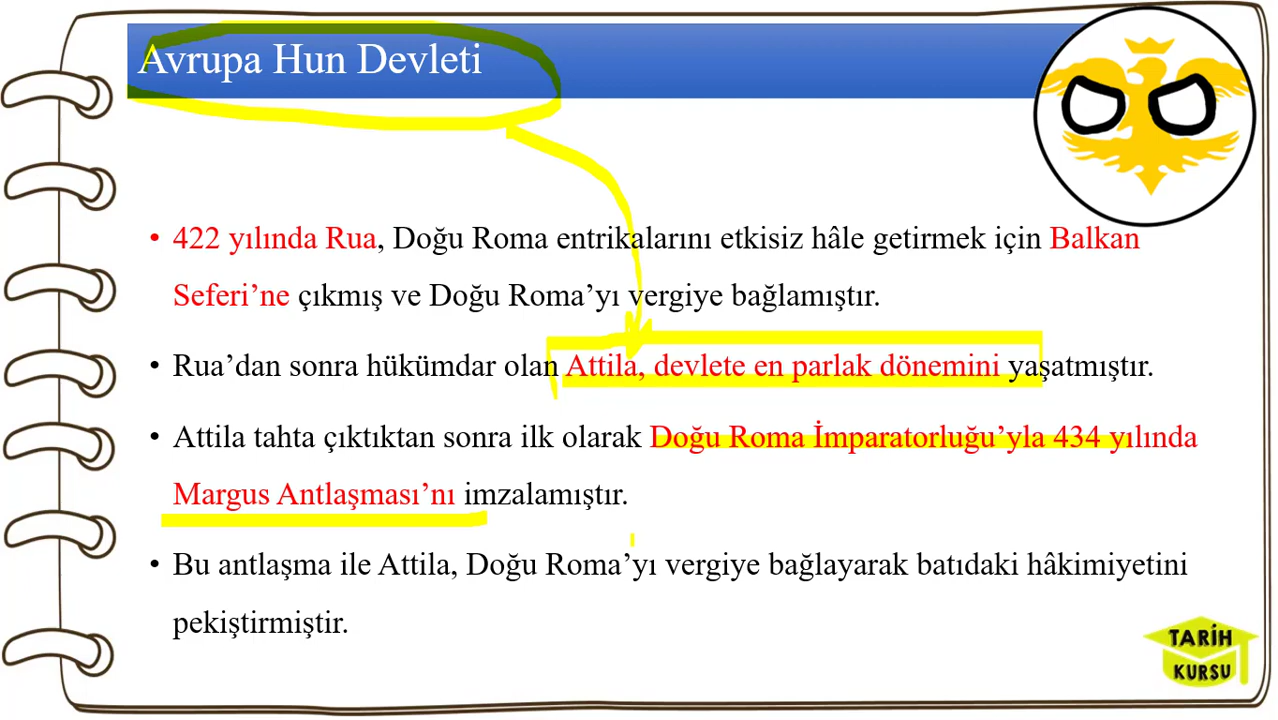 Avrupa Hun Devleti
• 422 yılında Rua, Doğu Roma entrikalarını etkisiz hâle getirmek için Balkan
Seferi’ne çıkmış ve Doğu Roma’yı vergiye bağlamıştır.
• Rua’dan sonra hükümdar olan Attila, devlete en parlak dönemini yaşatmıştır.
• Attila tahta çıktıktan sonra ilk olarak Doğu Roma İmparatorluğu’yla 434 yılında
Margus Antlaşması’nı imzalamıştır.
• Bu antlaşma ile Attila, Doğu Roma’yı vergiye bağlayarak batıdaki hâkimiyetini
pekiştirmiştir.
TARİH
KURSU